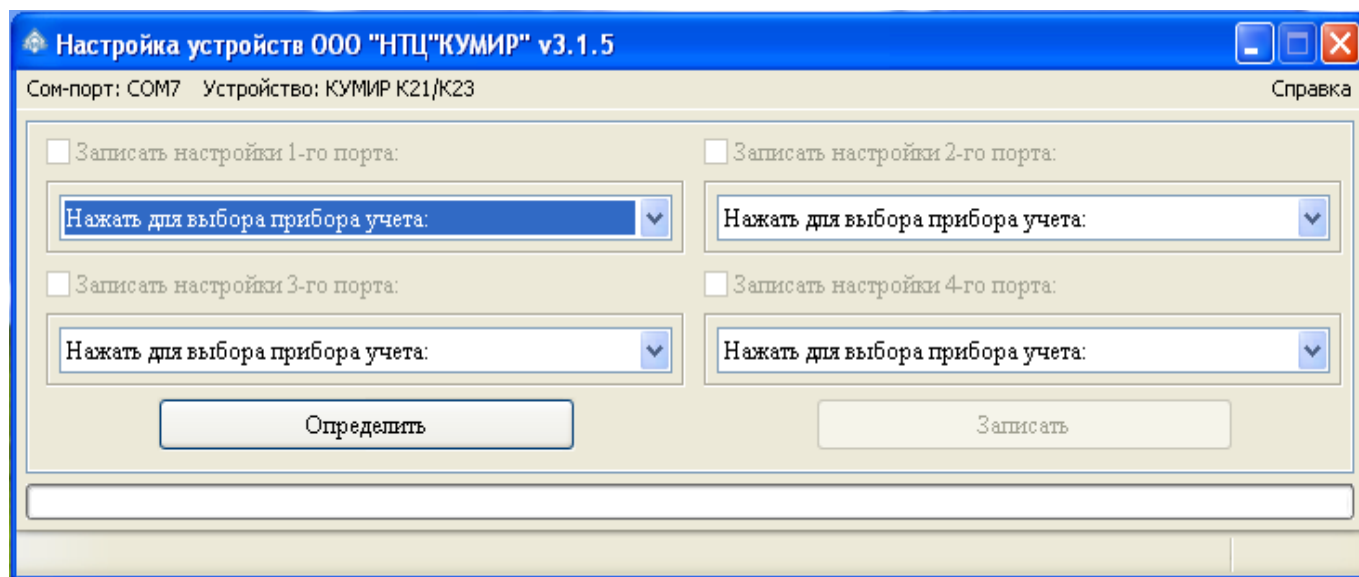 Настройка устройств ООО "НТЦ"КУМИР" v3.1.5
Сом-порт: COM7 Устройство: КУМИР К21/К23 Справка
Записать настройки 1-го порта: Записать настройки 2-го порта:
Нажать для выбора прибора учета: Нажать для выбора прибора учета:
Записать настройки 3-го порта: Записать настройки 4-го порта:
Нажать для выбора прибора учета: Нажать для выбора прибора учета:
Определить Записать